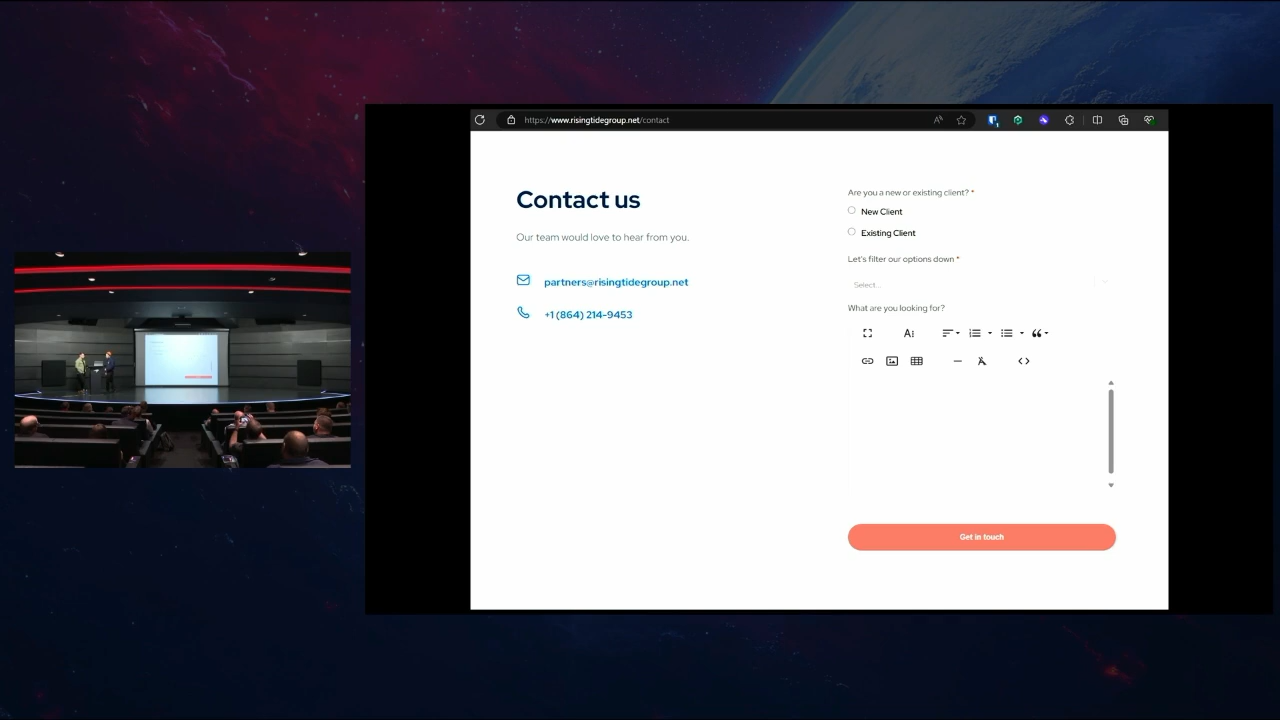 https://www.risingtidegroup.net/contact
Contact us
Our team would love to hear from you.
partners@risingtidegroup.net
+1 (864) 214-9453
Are you a new or existing client? *
New Client
Existing Client
Let's filter our options down *
Select...
What are you looking for?
Get in touch